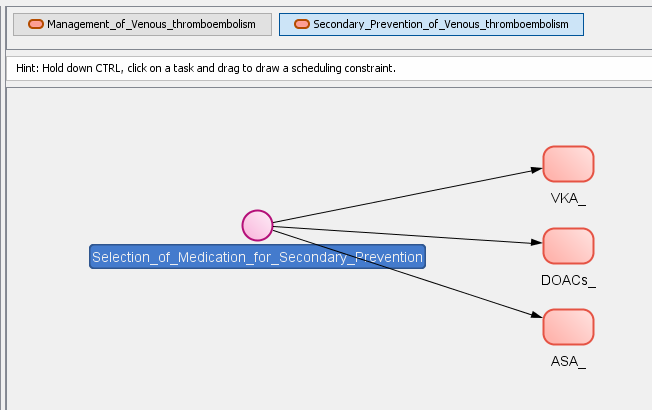 Management_of_Venous_thromboembolism
Secondary_Prevention_of_Venous_thromboembolism
Hint: Hold down CTRL, click on a task and drag to draw a scheduling constraint.
VKA_
Selection_of_Medication_for_Secondary_Prevention
DOACs_
ASA_